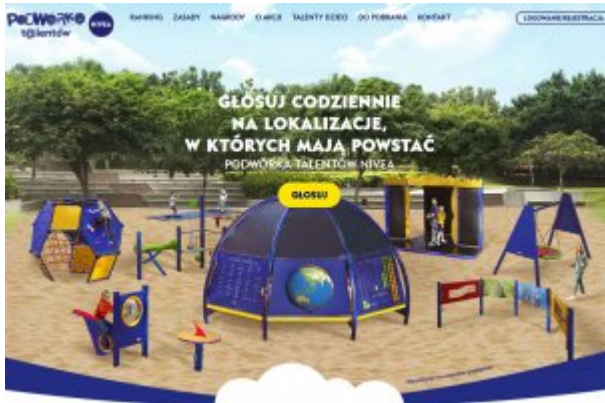 PODWÓRKO
talentów
NIVEA
RANKING ZASADY NAGRODY O AKCJI TALENTY DZIECI DO POBRANIA KONTAKT
LOGOWANIE/REJESTRACJA
GŁOSUJ CODZIENNIE
NA LOKALIZACJE,
W KTÓRYCH MAJĄ POWSTAĆ
PODWÓRKA TALENTÓW NIVEA
GŁOSUJ